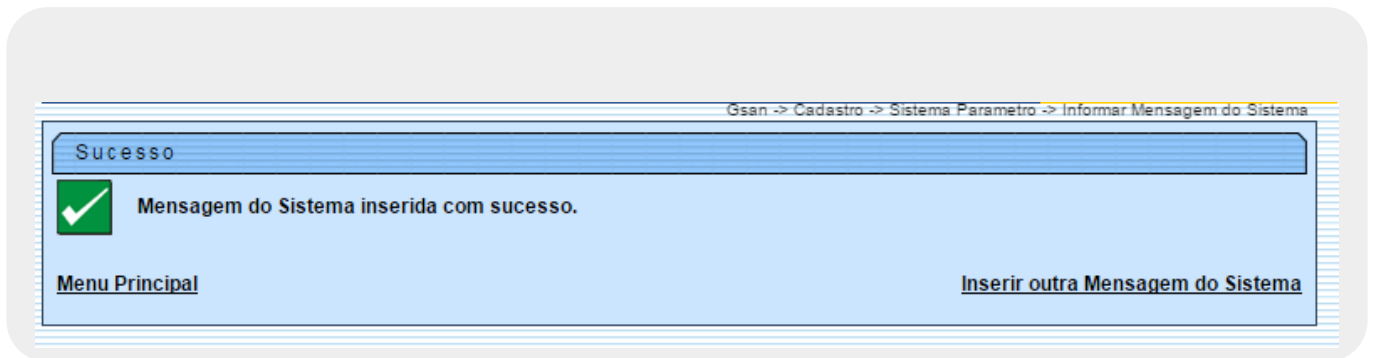 Gsan -> Cadastro -> Sistema Parametro -> Informar Mensagem do Sistema
Sucesso
Mensagem do Sistema inserida com sucesso.
Menu Principal
Inserir outra Mensagem do Sistema